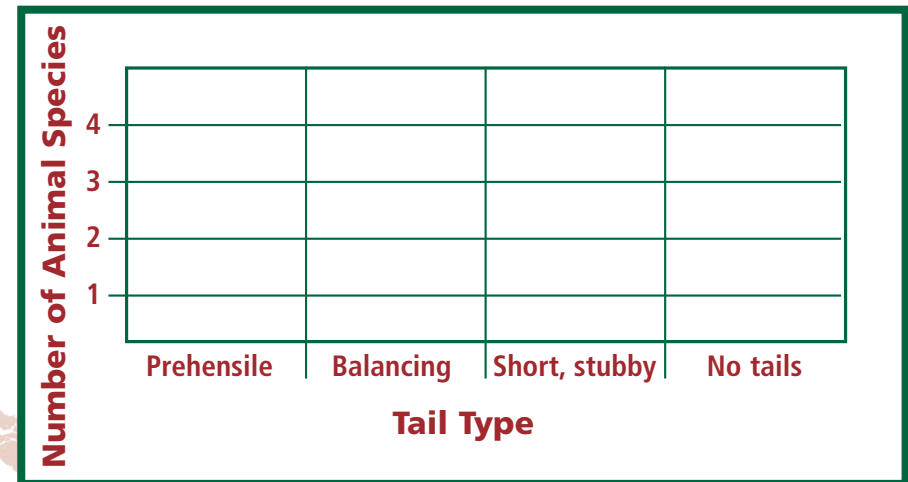 Number of Animal Species
4
3
2
1
Prehensile Balancing Short, stubby No tails
Tail Type